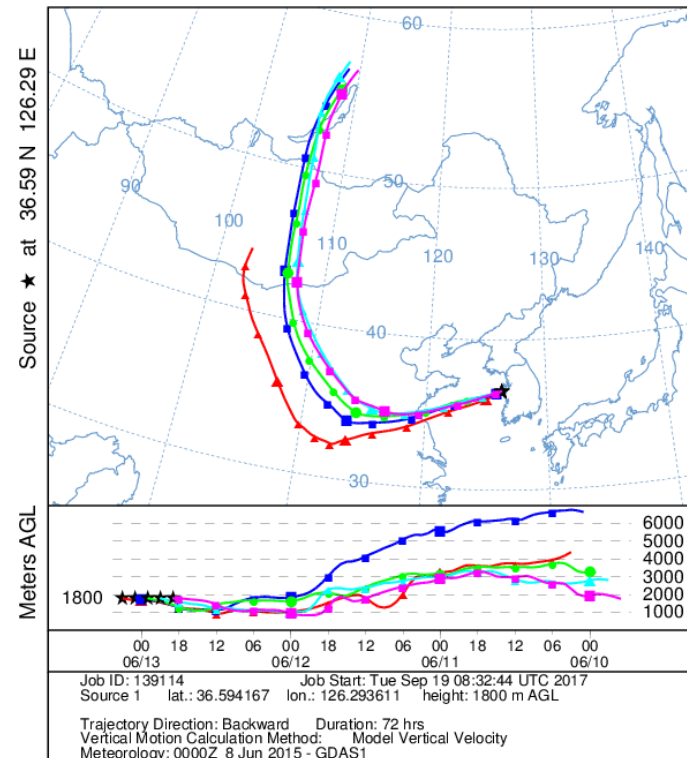 Source ★ at 36.59 N 126.29 E
60
90
50
100
110
120
140
130
40
30
Meters AGL
6000
5000
4000
3000
2000
1800
1000
00 18 12 06 00 18 12 06 00 18 12 06 00
06/13 06/12 06/11 06/10
Job ID: 139114 Job Start: Tue Sep 19 08:32:44 UTC 2017
Source 1 lat.: 36.594167 lon.: 126.293611 height: 1800 m AGL
Trajectory Direction: Backward Duration: 72 hrs
Vertical Motion Calculation Method: Model Vertical Velocity
Meteorology: 0000Z 8 Jun 2015 - GDAS1